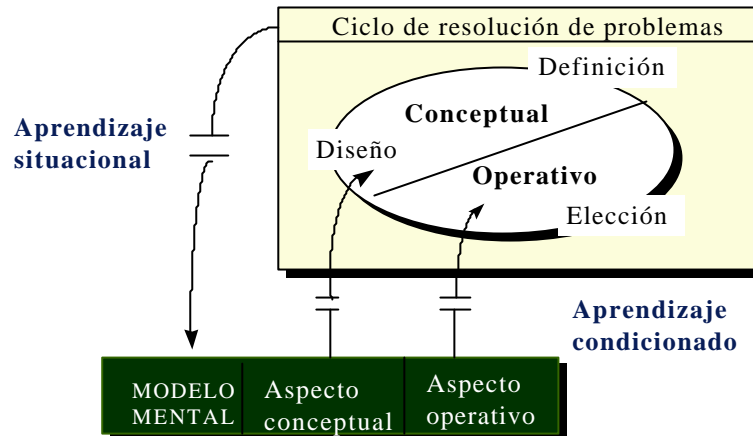 Ciclo de resolución de problemas
Definición
Conceptual
Aprendizaje
situacional
Diseño
Operativo
Elección
Aprendizaje
condicionado
MODELO
MENTAL
Aspecto
conceptual
Aspecto
operativo